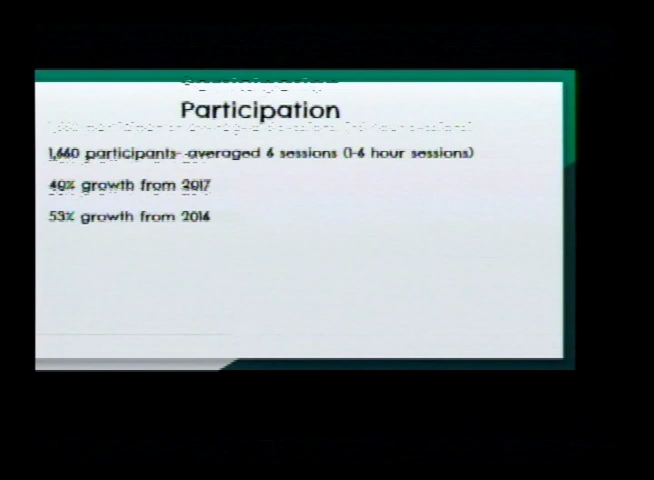 Participation
1,660 participants- averaged 6 sessions (1-6 hour sessions)
40% growth from 2017
53% growth from 2016